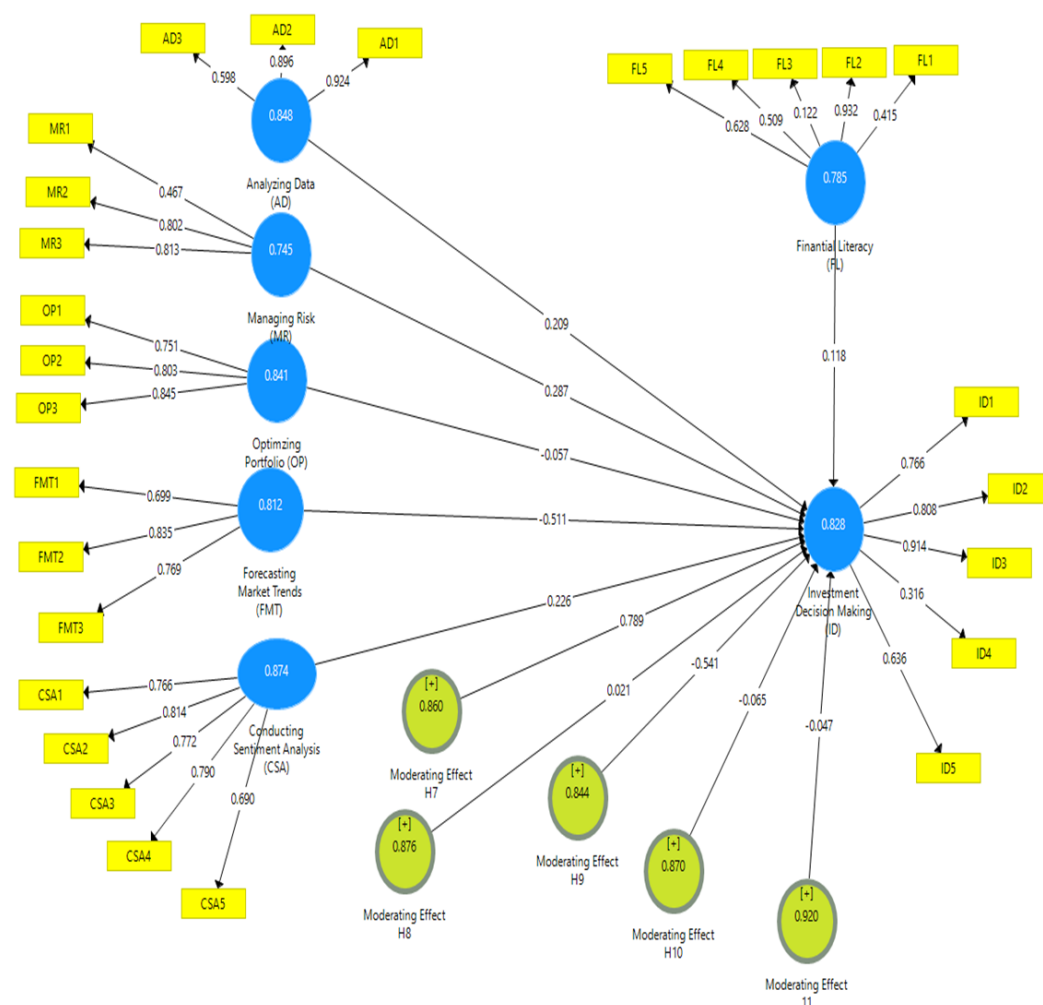 AD3
AD2
AD1
0.598
0.896
0.924
0.848
Analyzing Data
(AD)
FL5
FL4
FL3
FL2
FL1
0.628
0.509
0.122
0.932
0.415
0.785
Finantial Literacy
(FL)
MR1
MR2
MR3
0.467
0.802
0.813
0.745
Managing Risk
(MR)
OP1
OP2
OP3
0.751
0.803
0.845
0.841
Optimzing
Portfolio (OP)
FMT1
FMT2
FMT3
0.699
0.835
0.769
0.812
Forecasting
Market Trends
(FMT)
CSA1
CSA2
CSA3
CSA4
CSA5
0.766
0.814
0.772
0.790
0.690
0.874
Conducting
Sentiment Analysis
(CSA)
0.209
0.287
0.118
-0.057
-0.511
0.226
0.789
0.021
-0.541
-0.065
-0.047
0.828
Investment
Decision Making
(ID)
ID1
ID2
ID3
ID4
ID5
0.766
0.808
0.914
0.316
0.636
[+]
0.860
Moderating Effect
H7
[+]
0.876
Moderating Effect
H8
[+]
0.844
Moderating Effect
H9
[+]
0.870
Moderating Effect
H10
[+]
0.920
Moderating Effect
11